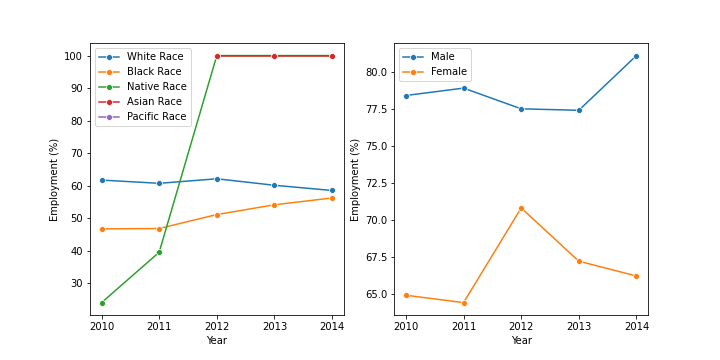 White Race
Black Race
Native Race
Asian Race
Pacific Race
100
90
80
70
60
50
40
30
Employment (%)
2010 2011 2012 2013 2014
Year
Male
Female
80.0
77.5
75.0
72.5
70.0
67.5
65.0
Employment (%)
2010 2011 2012 2013 2014
Year